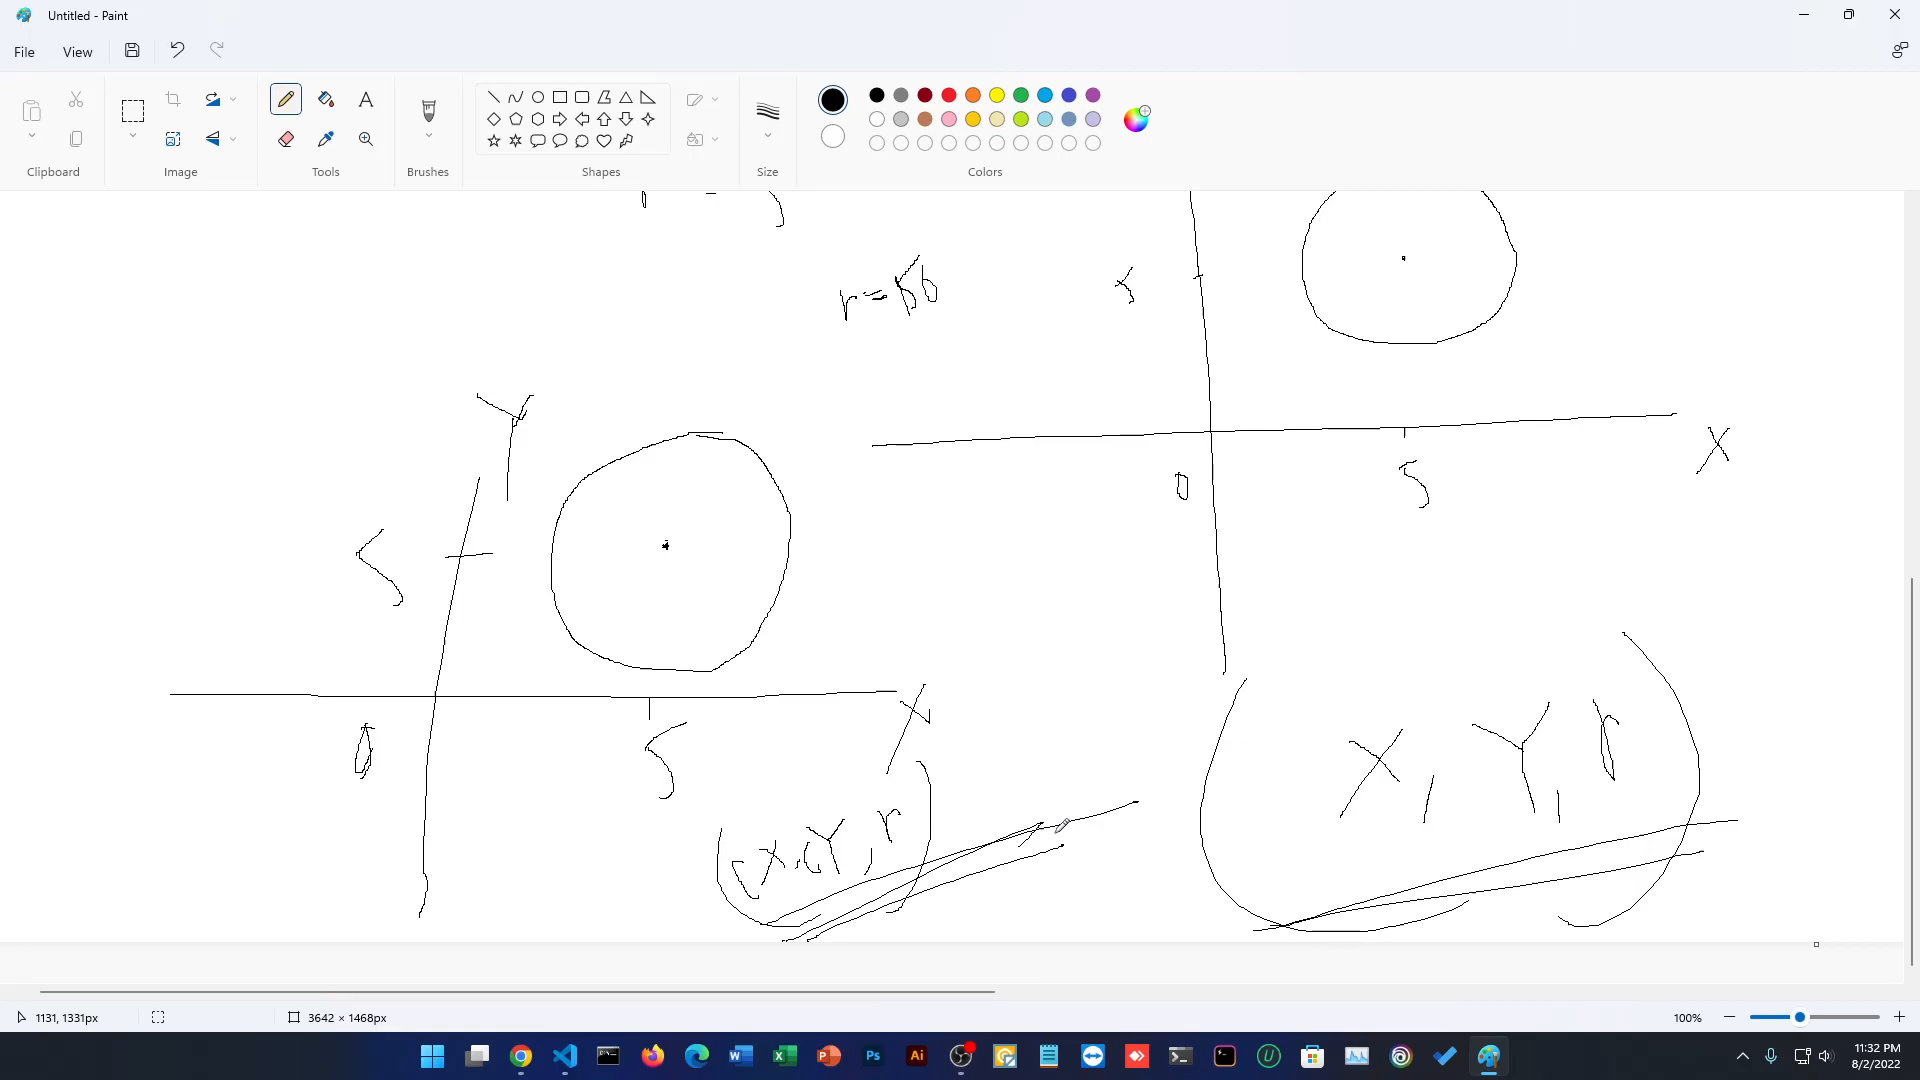 Untitled - Paint
File
View
Clipboard
Image
Tools
Brushes
Shapes
Size
Colors
A
5
Y
5
0
5
X
0
5
X
(X, Y, r)
1131, 1331px
3642 × 1468px
100%
11:32 PM
8/2/2022